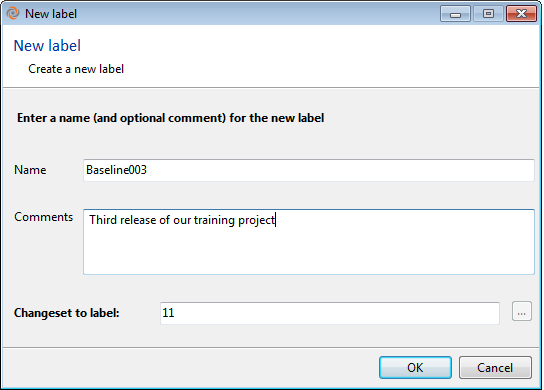 New label
New label
Create a new label
Enter a name (and optional comment) for the new label
Name Baseline003
Comments Third release of our training project
Changeset to label: 11 ...
OK Cancel